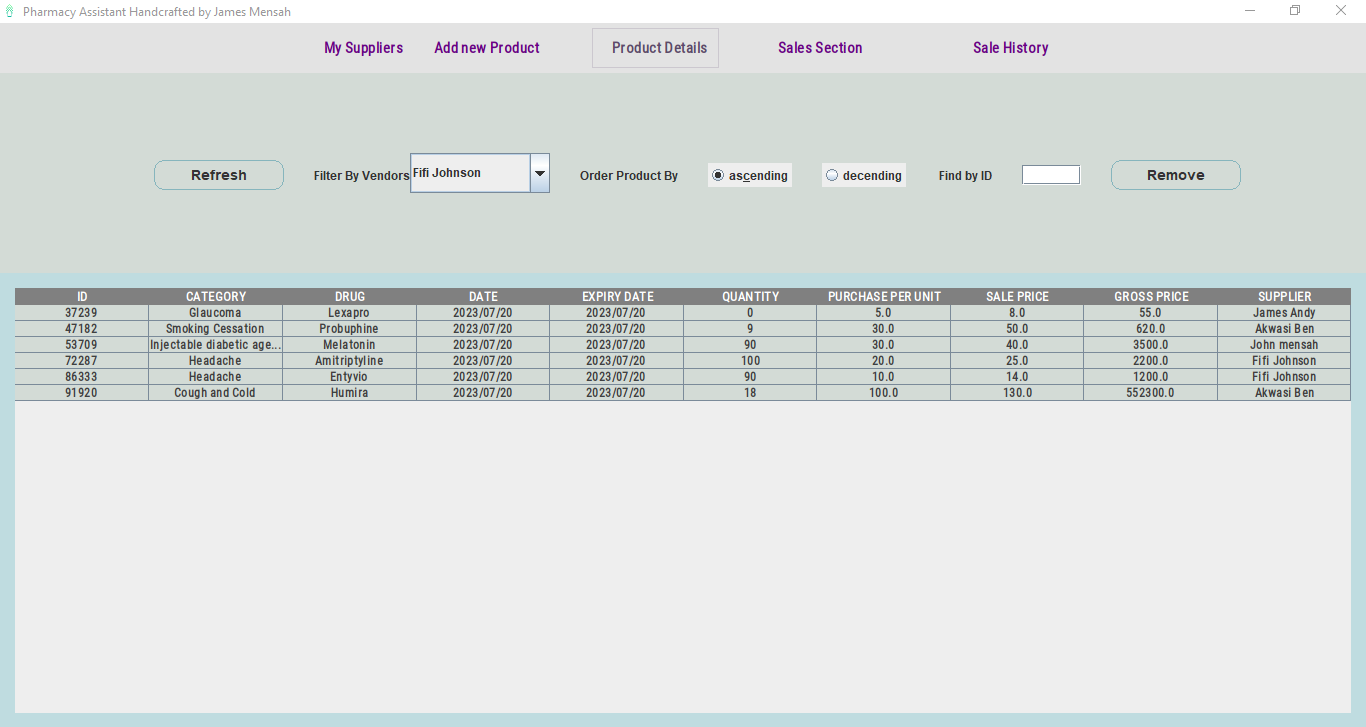 Pharmacy Assistant Handcrafted by James Mensah
My Suppliers Add new Product Product Details Sales Section Sale History
Refresh Filter By Vendors Fifi Johnson Order Product By ascending decending Find by ID Remove
ID CATEGORY DRUG DATE EXPIRY DATE QUANTITY PURCHASE PER UNIT SALE PRICE GROSS PRICE SUPPLIER
37239 Glaucoma Lexapro 2023/07/20 2023/07/20 0 5.0 8.0 55.0 James Andy
47182 Smoking Cessation Probuphine 2023/07/20 2023/07/20 9 30.0 50.0 620.0 Akwasi Ben
53709 Injectable diabetic age... Melatonin 2023/07/20 2023/07/20 90 30.0 40.0 3500.0 John mensah
72287 Headache Amitriptyline 2023/07/20 2023/07/20 100 20.0 25.0 2200.0 Fifi Johnson
86333 Headache Entyvio 2023/07/20 2023/07/20 90 10.0 14.0 1200.0 Fifi Johnson
91920 Cough and Cold Humira 2023/07/20 2023/07/20 18 100.0 130.0 552300.0 Akwasi Ben